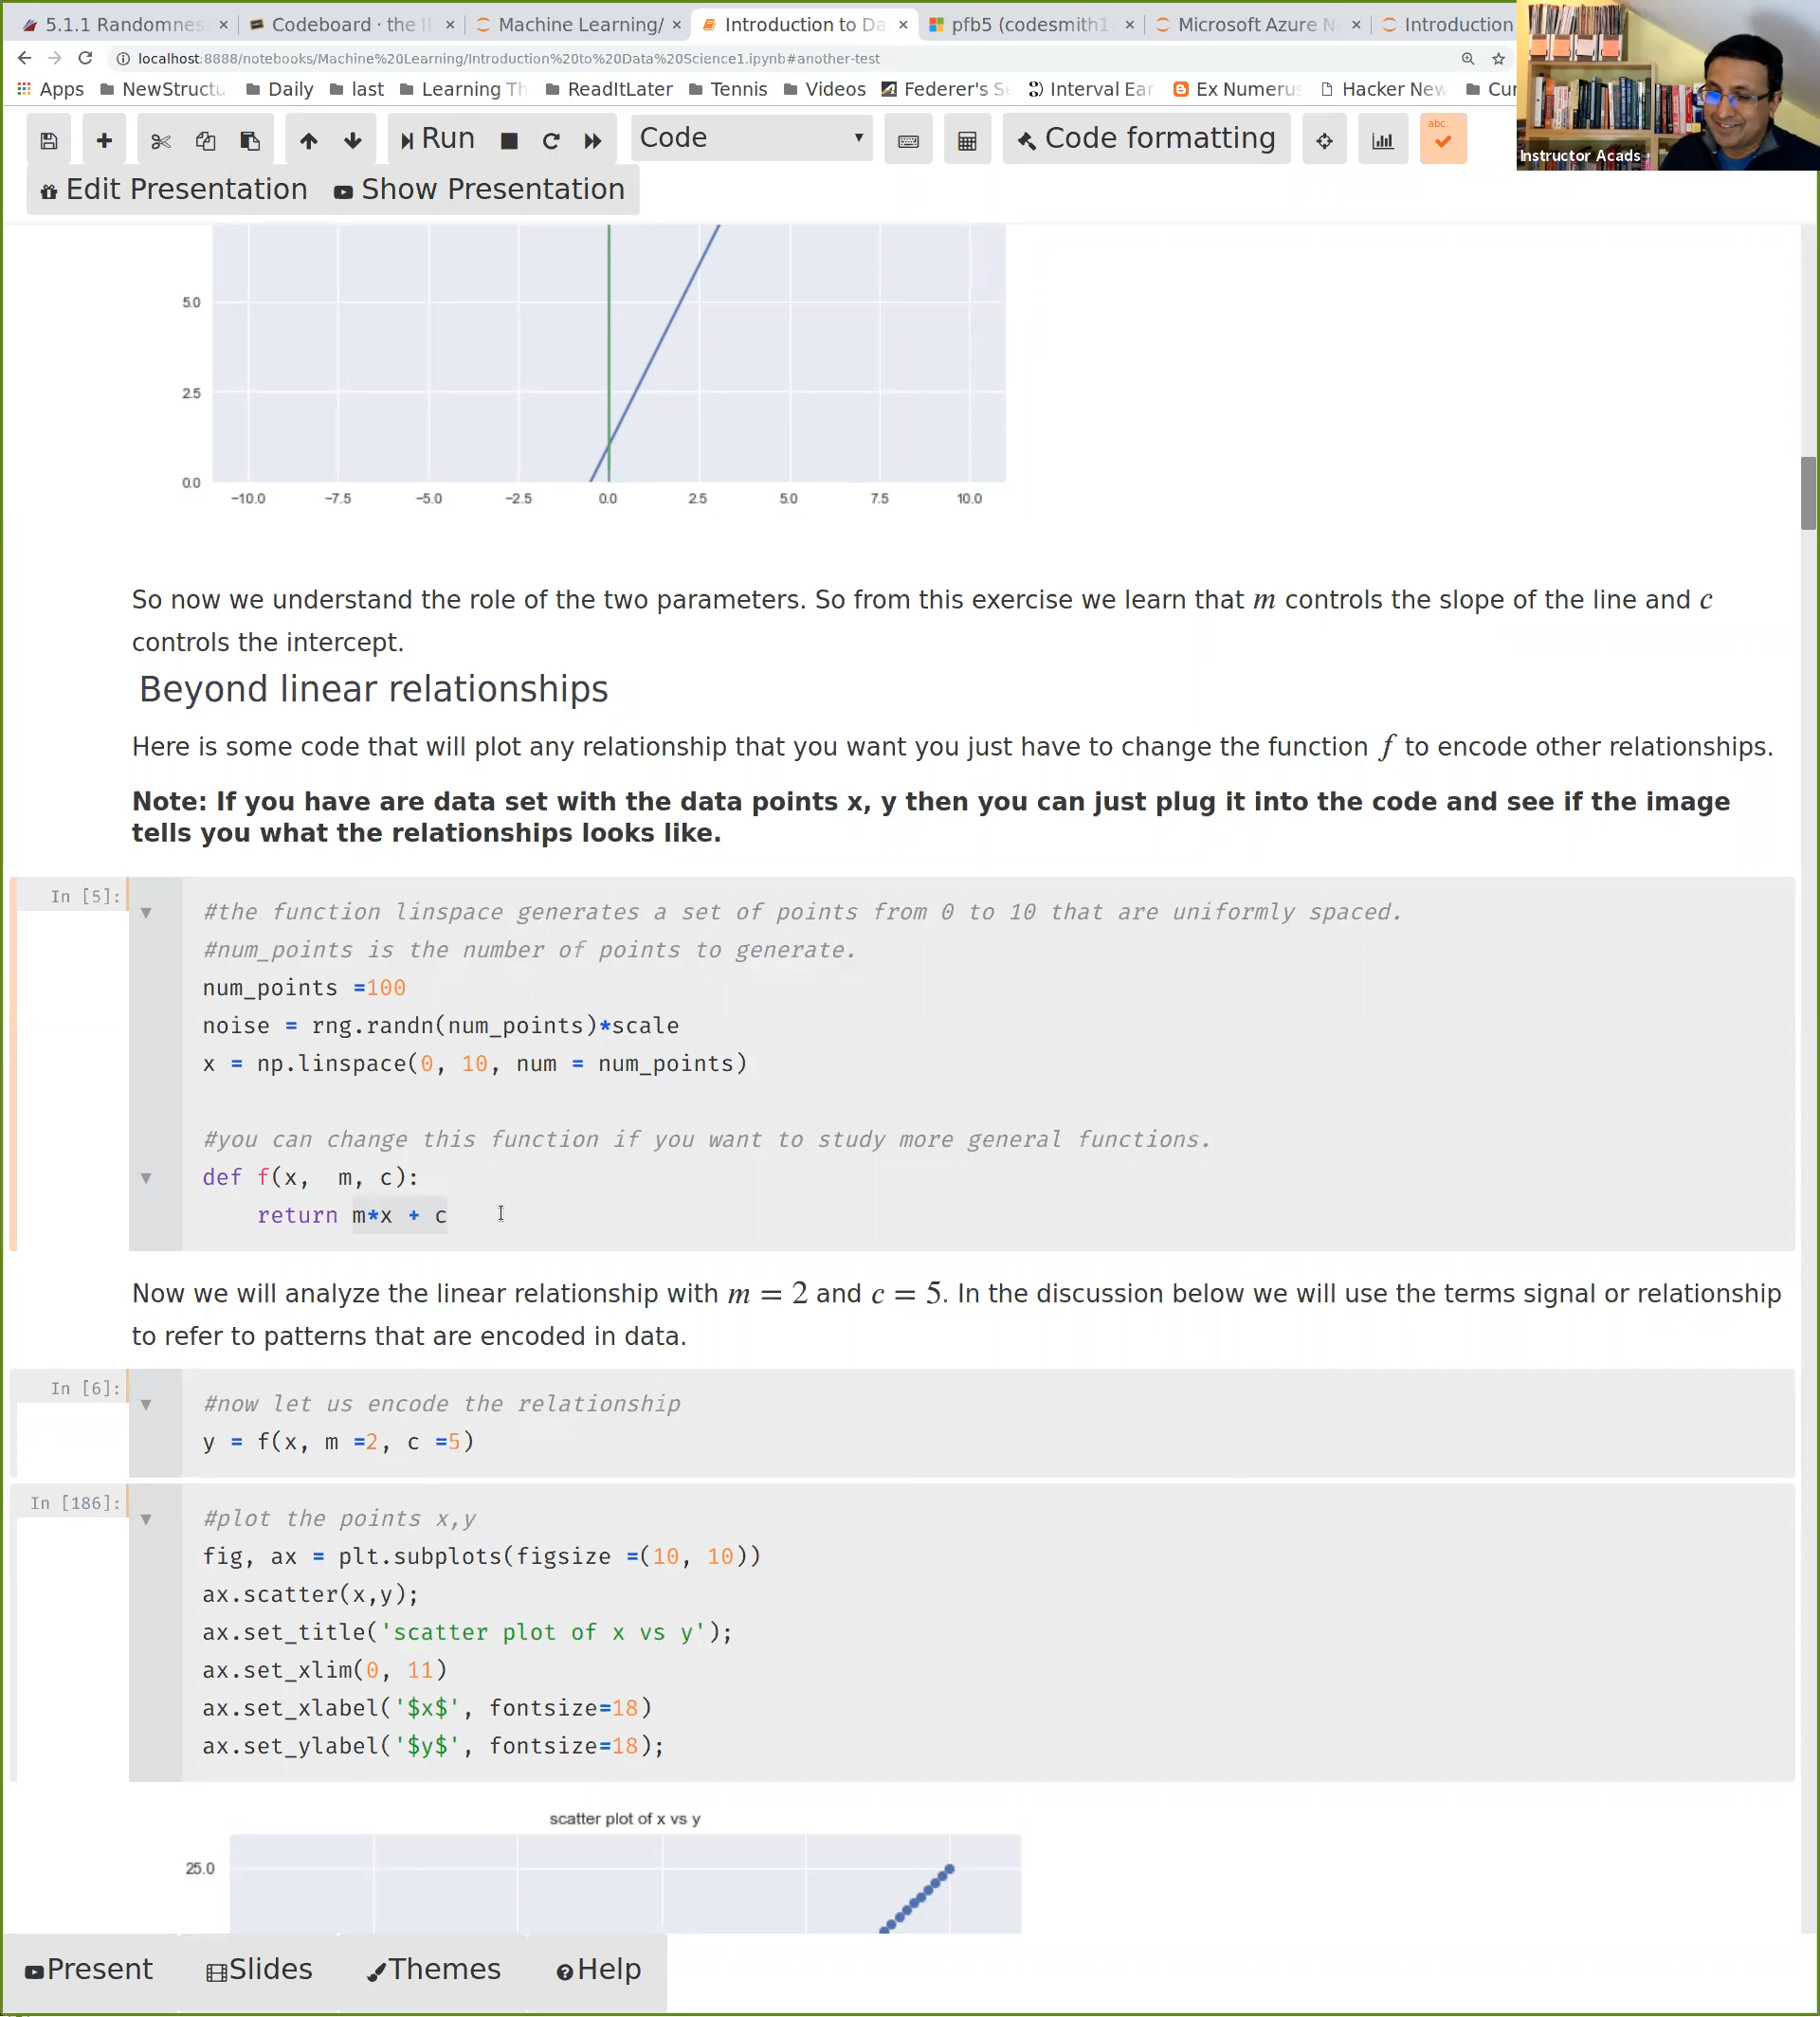 5.1.1 Randomnes
Codeboard · the I
Machine Learning/
Introduction to Da
pfb5 (codesmith1
Microsoft Azure N
Introduction
localhost:8888/notebooks/Machine%20Learning/Introduction%20to%20Data%20Science1.ipynb#another-test
Apps NewStructu Daily last Learning Th ReadItLater Tennis Videos Federer's S Interval Ear Ex Numerus Hacker New Cur
Instructor Acads
Run Code Code formatting abc
Edit Presentation Show Presentation
5.0
2.5
0.0
−10.0 −7.5 −5.0 −2.5 0.0 2.5 5.0 7.5 10.0
So now we understand the role of the two parameters. So from this exercise we learn that m controls the slope of the line and c
controls the intercept.
Beyond linear relationships
Here is some code that will plot any relationship that you want you just have to change the function f to encode other relationships.
Note: If you have are data set with the data points x, y then you can just plug it into the code and see if the image
tells you what the relationships looks like.
In [5]:
#the function linspace generates a set of points from 0 to 10 that are uniformly spaced.
#num_points is the number of points to generate.
num_points =100
noise = rng.randn(num_points)*scale
x = np.linspace(0, 10, num = num_points)
#you can change this function if you want to study more general functions.
def f(x,  m, c):
    return m*x + c
Now we will analyze the linear relationship with m = 2 and c = 5. In the discussion below we will use the terms signal or relationship
to refer to patterns that are encoded in data.
In [6]:
#now let us encode the relationship
y = f(x, m =2, c =5)
In [186]:
#plot the points x,y
fig, ax = plt.subplots(figsize =(10, 10))
ax.scatter(x,y);
ax.set_title('scatter plot of x vs y');
ax.set_xlim(0, 11)
ax.set_xlabel('$x$', fontsize=18)
ax.set_ylabel('$y$', fontsize=18);
scatter plot of x vs y
25.0
Present Slides Themes Help